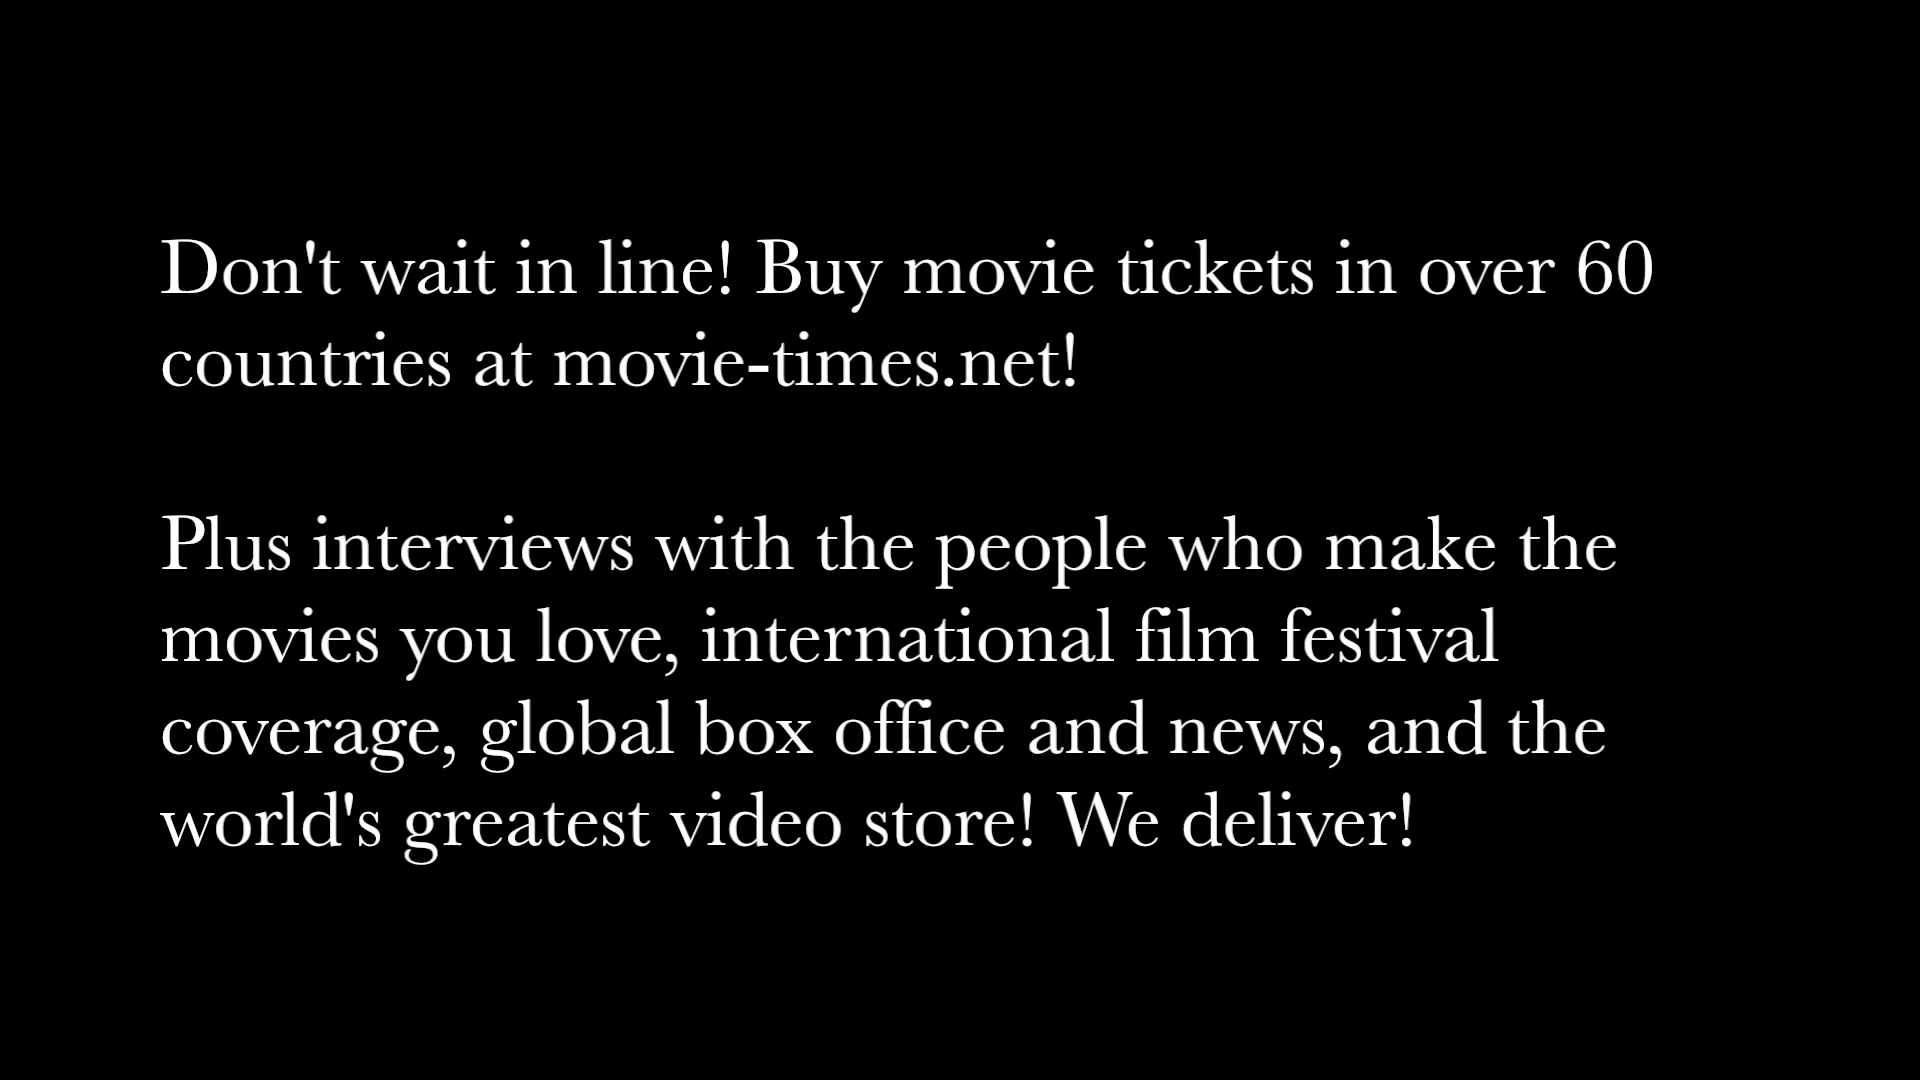 Don't wait in line! Buy movie tickets in over 60
countries at movie-times.net!
Plus interviews with the people who make the
movies you love, international film festival
coverage, global box office and news, and the
world's greatest video store! We deliver!